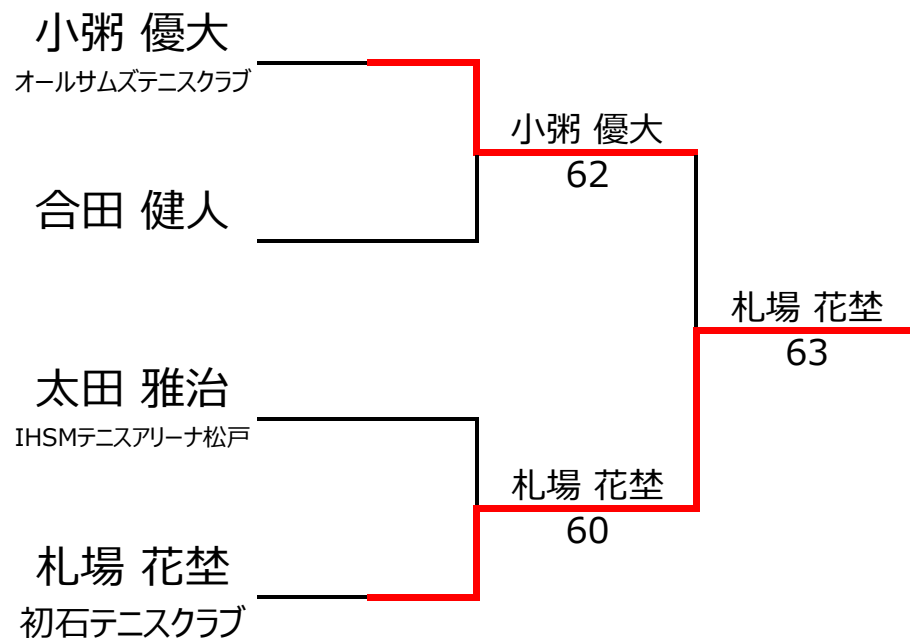 小粥 優大
オールサムズテニスクラブ
小粥 優大
62
合田 健人
札場 花埜
63
太田 雅治
IHSMテニスアリーナ松戸
札場 花埜
60
札場 花埜
初石テニスクラブ